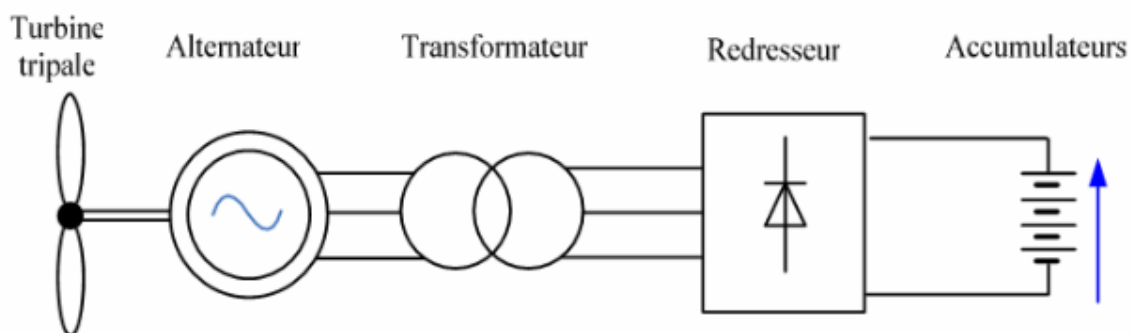 Turbine
tripale
Alternateur
Transformateur
Redresseur
Accumulateurs